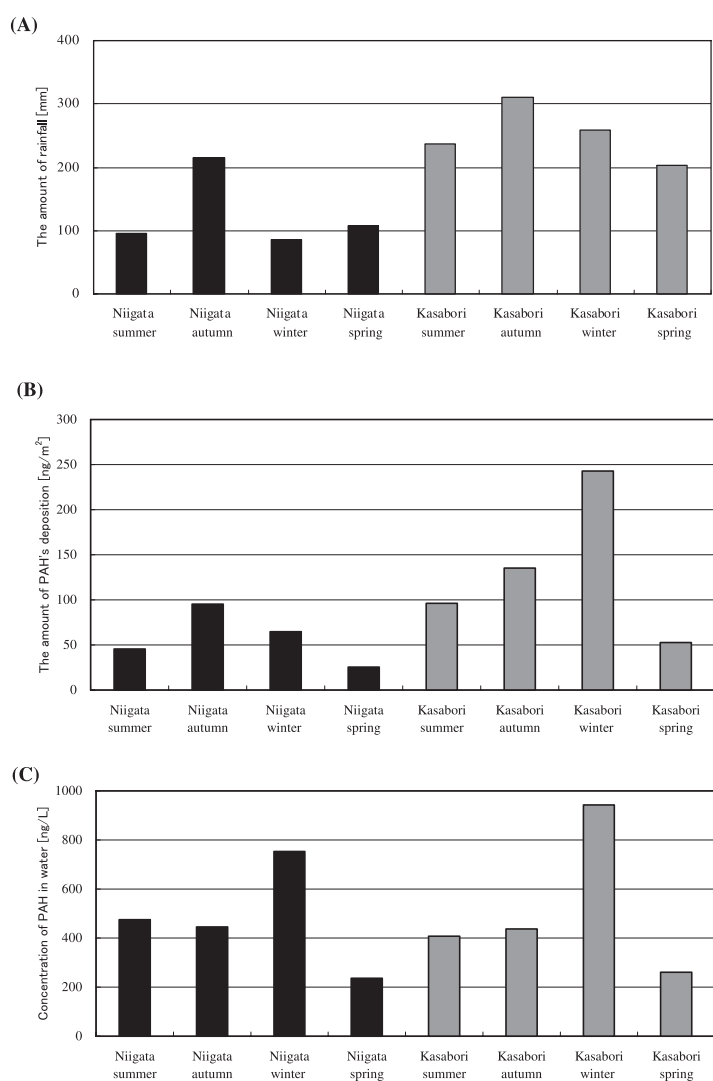 (A)
The amount of rainfall [mm]
400
300
200
100
0
Niigata summer
Niigata autumn
Niigata winter
Niigata spring
Kasabori summer
Kasabori autumn
Kasabori winter
Kasabori spring
(B)
The amount of PAH's deposition [ng/m²]
300
250
200
150
100
50
0
Niigata summer
Niigata autumn
Niigata winter
Niigata spring
Kasabori summer
Kasabori autumn
Kasabori winter
Kasabori spring
(C)
Concentration of PAH in water [ng/L]
1000
800
600
400
200
0
Niigata summer
Niigata autumn
Niigata winter
Niigata spring
Kasabori summer
Kasabori autumn
Kasabori winter
Kasabori spring